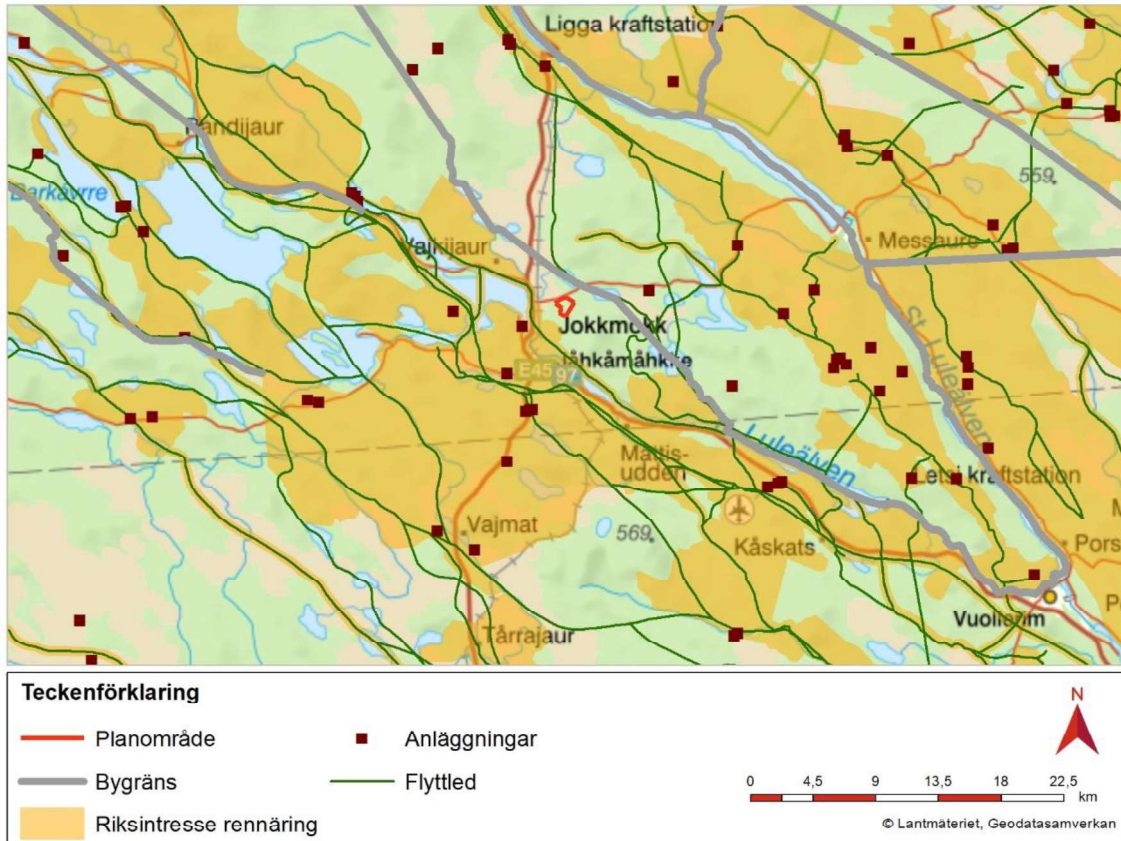 Ligga kraftstation
Randijaur
Barkåvrre
559
Messaure
Vajkijaur
Jokkmokk
Jåhkåmåhkke
E45
97
St. Luleälven
Luleälven
Mattis-
udden
Letsi kraftstation
Vajmat
569
Kåskats
Pors
Vuollerim
Tårrajaur
Teckenförklaring
Planområde
Anläggningar
Bygräns
Flyttled
Riksintresse rennäring
N
0 4,5 9 13,5 18 22,5
km
© Lantmäteriet, Geodatasamverkan